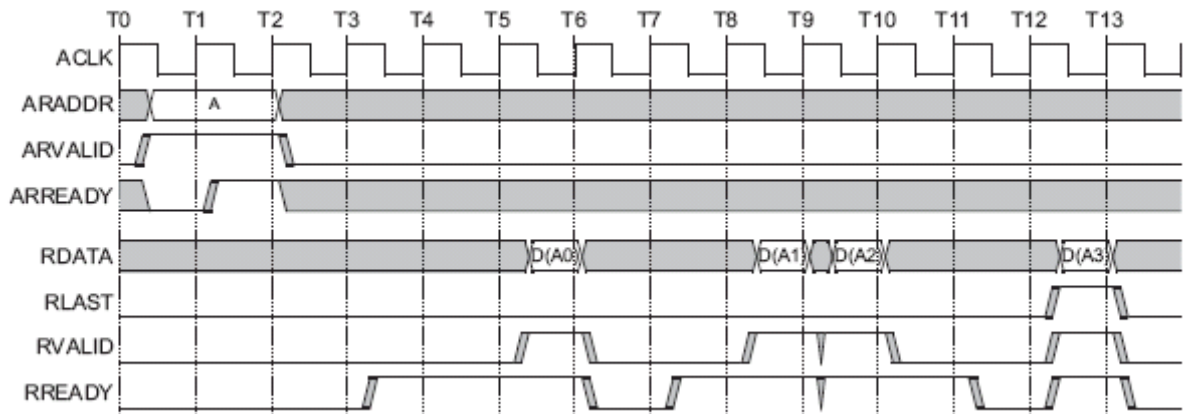 T0 T1 T2 T3 T4 T5 T6 T7 T8 T9 T10 T11 T12 T13
ACLK
ARADDR A
ARVALID
ARREADY
RDATA D(A0) D(A1) D(A2) D(A3)
RLAST
RVALID
RREADY